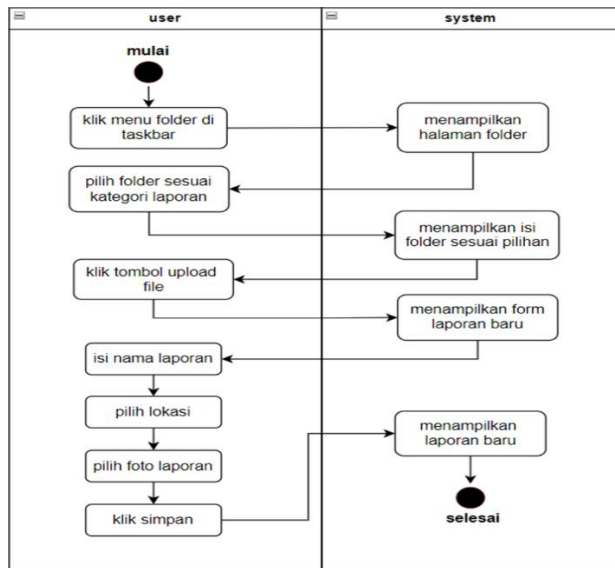 user
system
mulai
klik menu folder di
taskbar
menampilkan
halaman folder
pilih folder sesuai
kategori laporan
menampilkan isi
folder sesuai pilihan
klik tombol upload
file
menampilkan form
laporan baru
isi nama laporan
pilih lokasi
pilih foto laporan
klik simpan
menampilkan
laporan baru
selesai